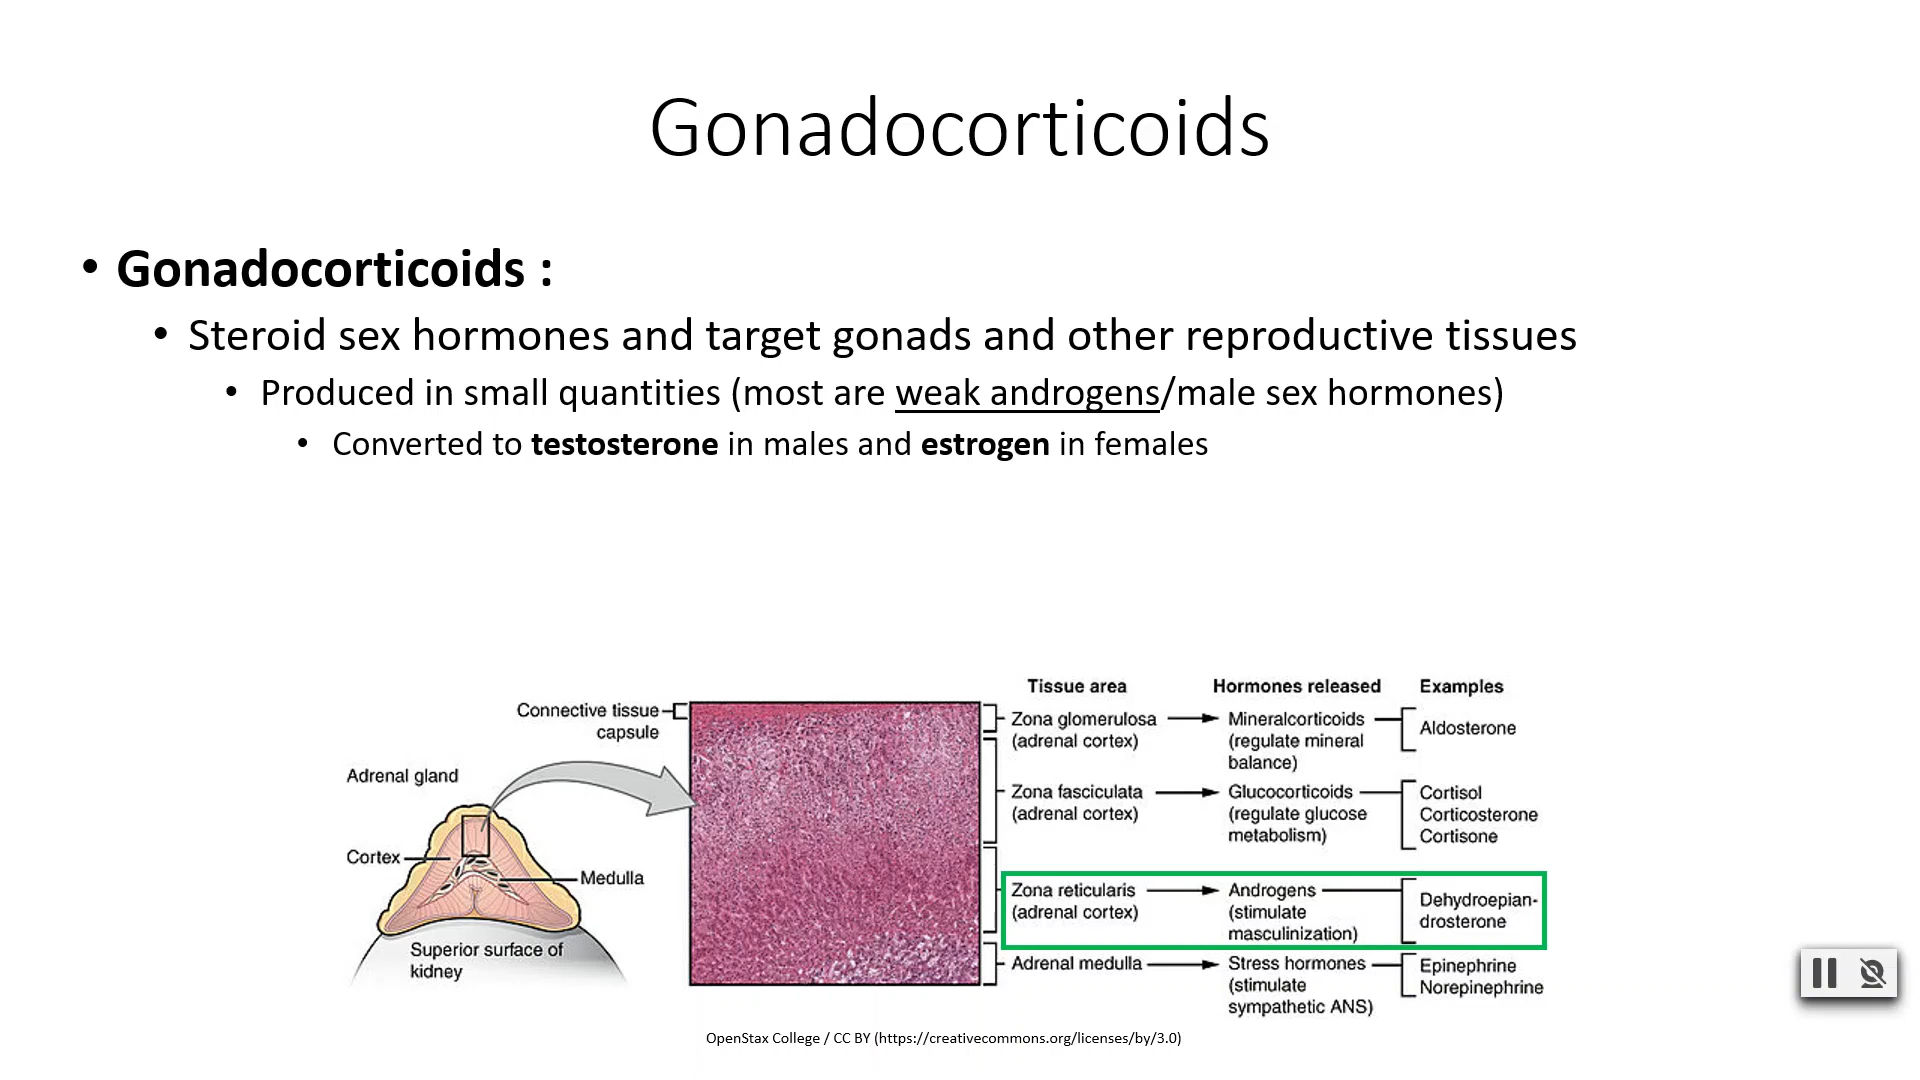 Gonadocorticoids
• Gonadocorticoids :
• Steroid sex hormones and target gonads and other reproductive tissues
• Produced in small quantities (most are weak androgens/male sex hormones)
• Converted to testosterone in males and estrogen in females
Adrenal gland
Cortex
Medulla
Superior surface of
kidney
Connective tissue
capsule
Tissue area
Hormones released
Examples
Zona glomerulosa
(adrenal cortex)
Mineralcorticoids
(regulate mineral
balance)
Aldosterone
Zona fasciculata
(adrenal cortex)
Glucocorticoids
(regulate glucose
metabolism)
Cortisol
Corticosterone
Cortisone
Zona reticularis
(adrenal cortex)
Androgens
(stimulate
masculinization)
Dehydroepian-
drosterone
Adrenal medulla
Stress hormones
(stimulate
sympathetic ANS)
Epinephrine
Norepinephrine
OpenStax College / CC BY (https://creativecommons.org/licenses/by/3.0)